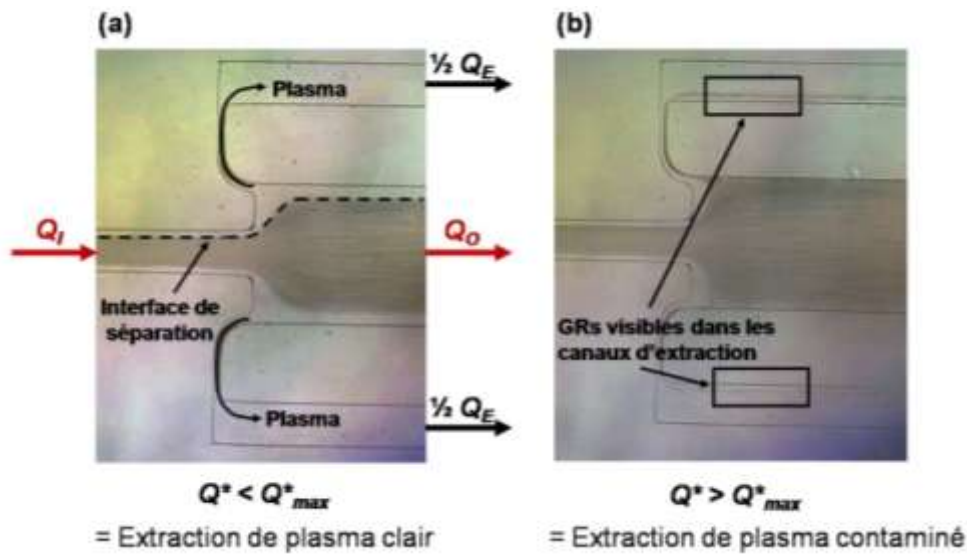 (a)
½ Q_E
Plasma
Q_I
Q_O
Interface de
séparation
Plasma
½ Q_E
Q* < Q*_max
= Extraction de plasma clair
(b)
GRs visibles dans les
canaux d'extraction
Q* > Q*_max
= Extraction de plasma contaminé